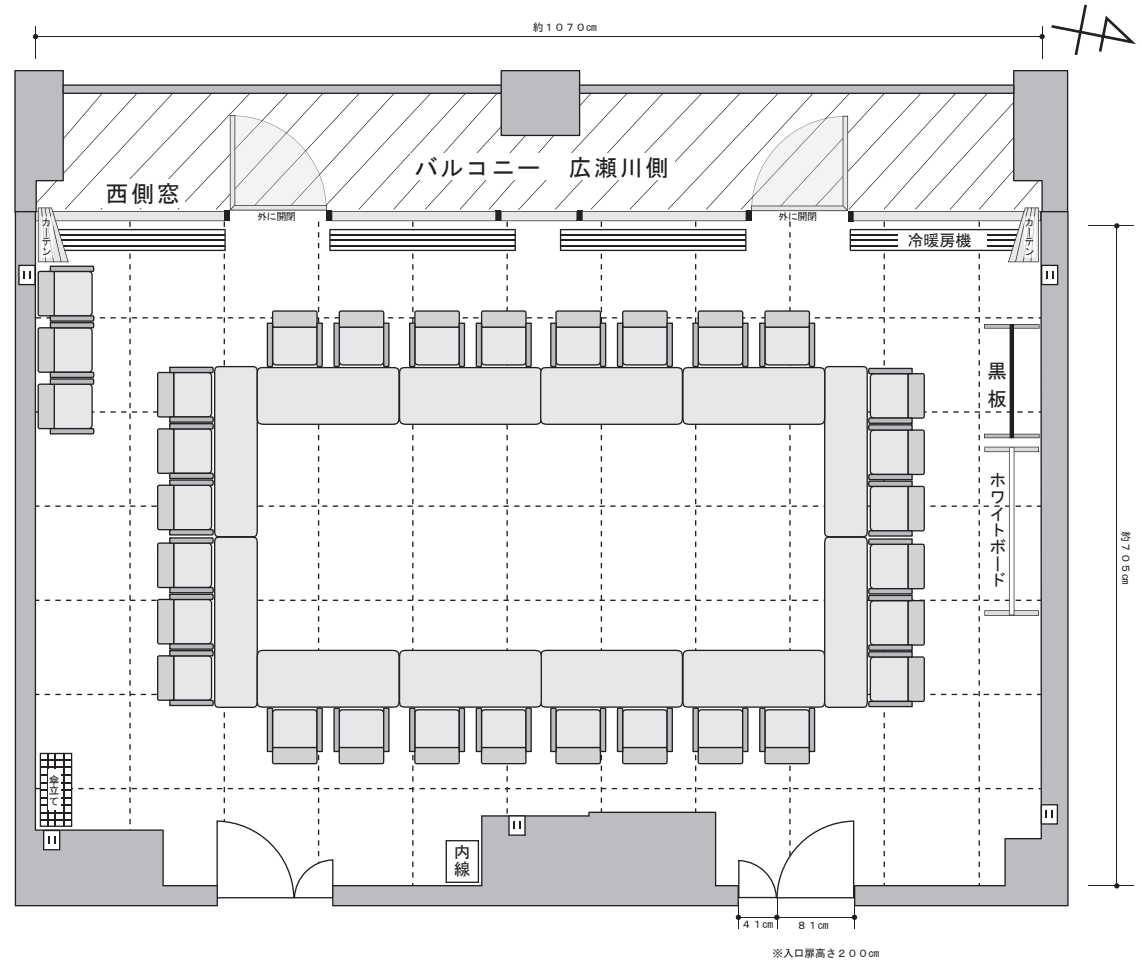 約１０７０㎝
バルコニー　広瀬川側
西側窓
外に開閉
外に開閉
カーテン
カーテン
冷暖房機
黒板
ホワイトボード
約７０５㎝
傘立て
内線
４１㎝
８１㎝
※入口扉高さ２００㎝